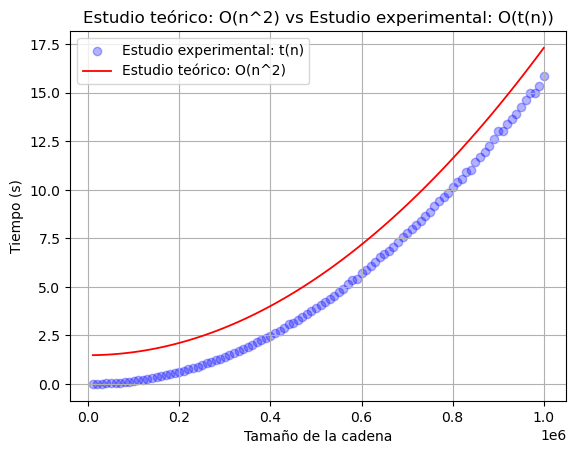 Estudio teórico: O(n^2) vs Estudio experimental: O(t(n))
Estudio experimental: t(n)
Estudio teórico: O(n^2)
Tiempo (s)
17.5
15.0
12.5
10.0
7.5
5.0
2.5
0.0
0.0 0.2 0.4 0.6 0.8 1.0
1e6
Tamaño de la cadena